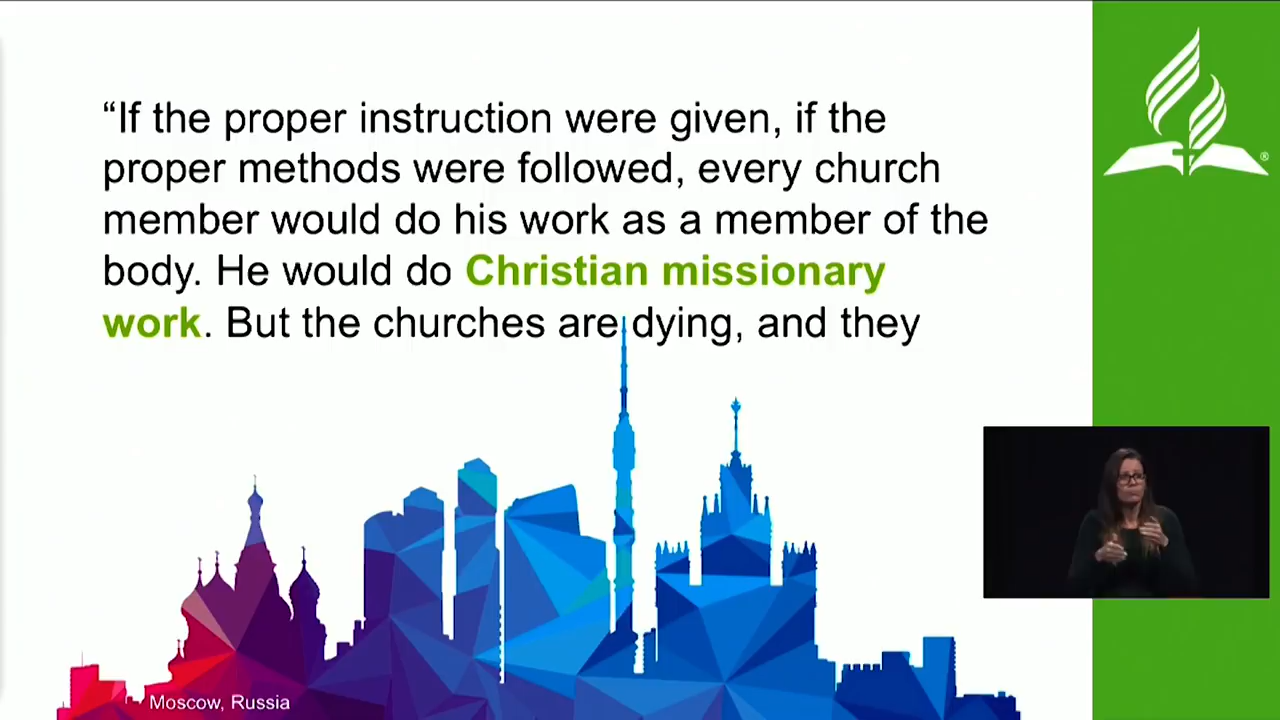 “If the proper instruction were given, if the
proper methods were followed, every church
member would do his work as a member of the
body. He would do Christian missionary
work. But the churches are dying, and they
®
Moscow, Russia